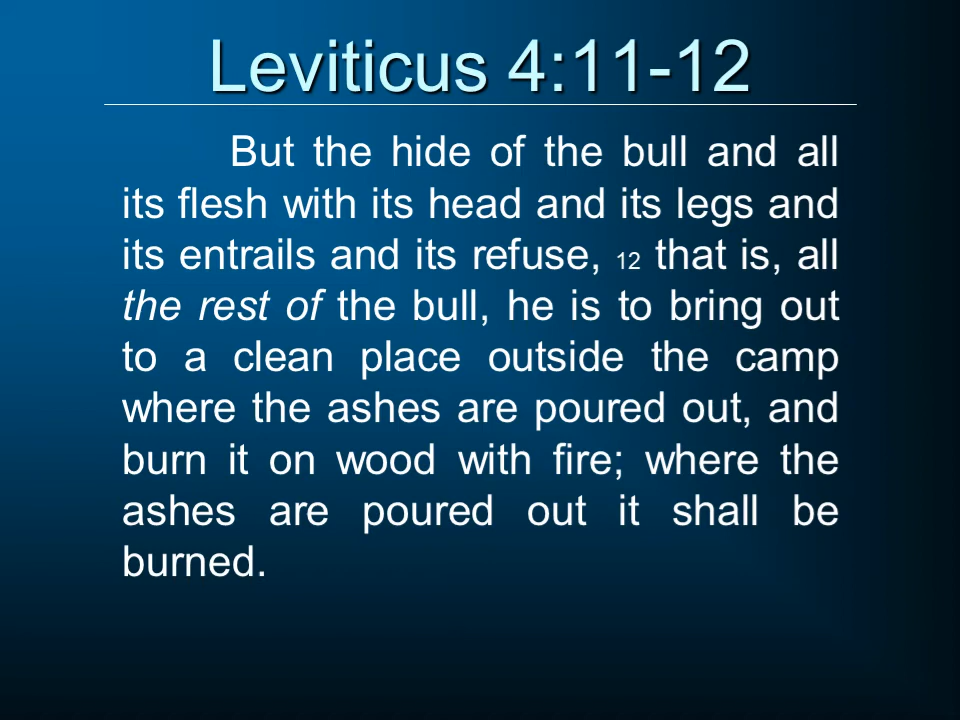 Leviticus 4:11-12
But the hide of the bull and all
its flesh with its head and its legs and
its entrails and its refuse, 12 that is, all
the rest of the bull, he is to bring out
to a clean place outside the camp
where the ashes are poured out, and
burn it on wood with fire; where the
ashes are poured out it shall be
burned.